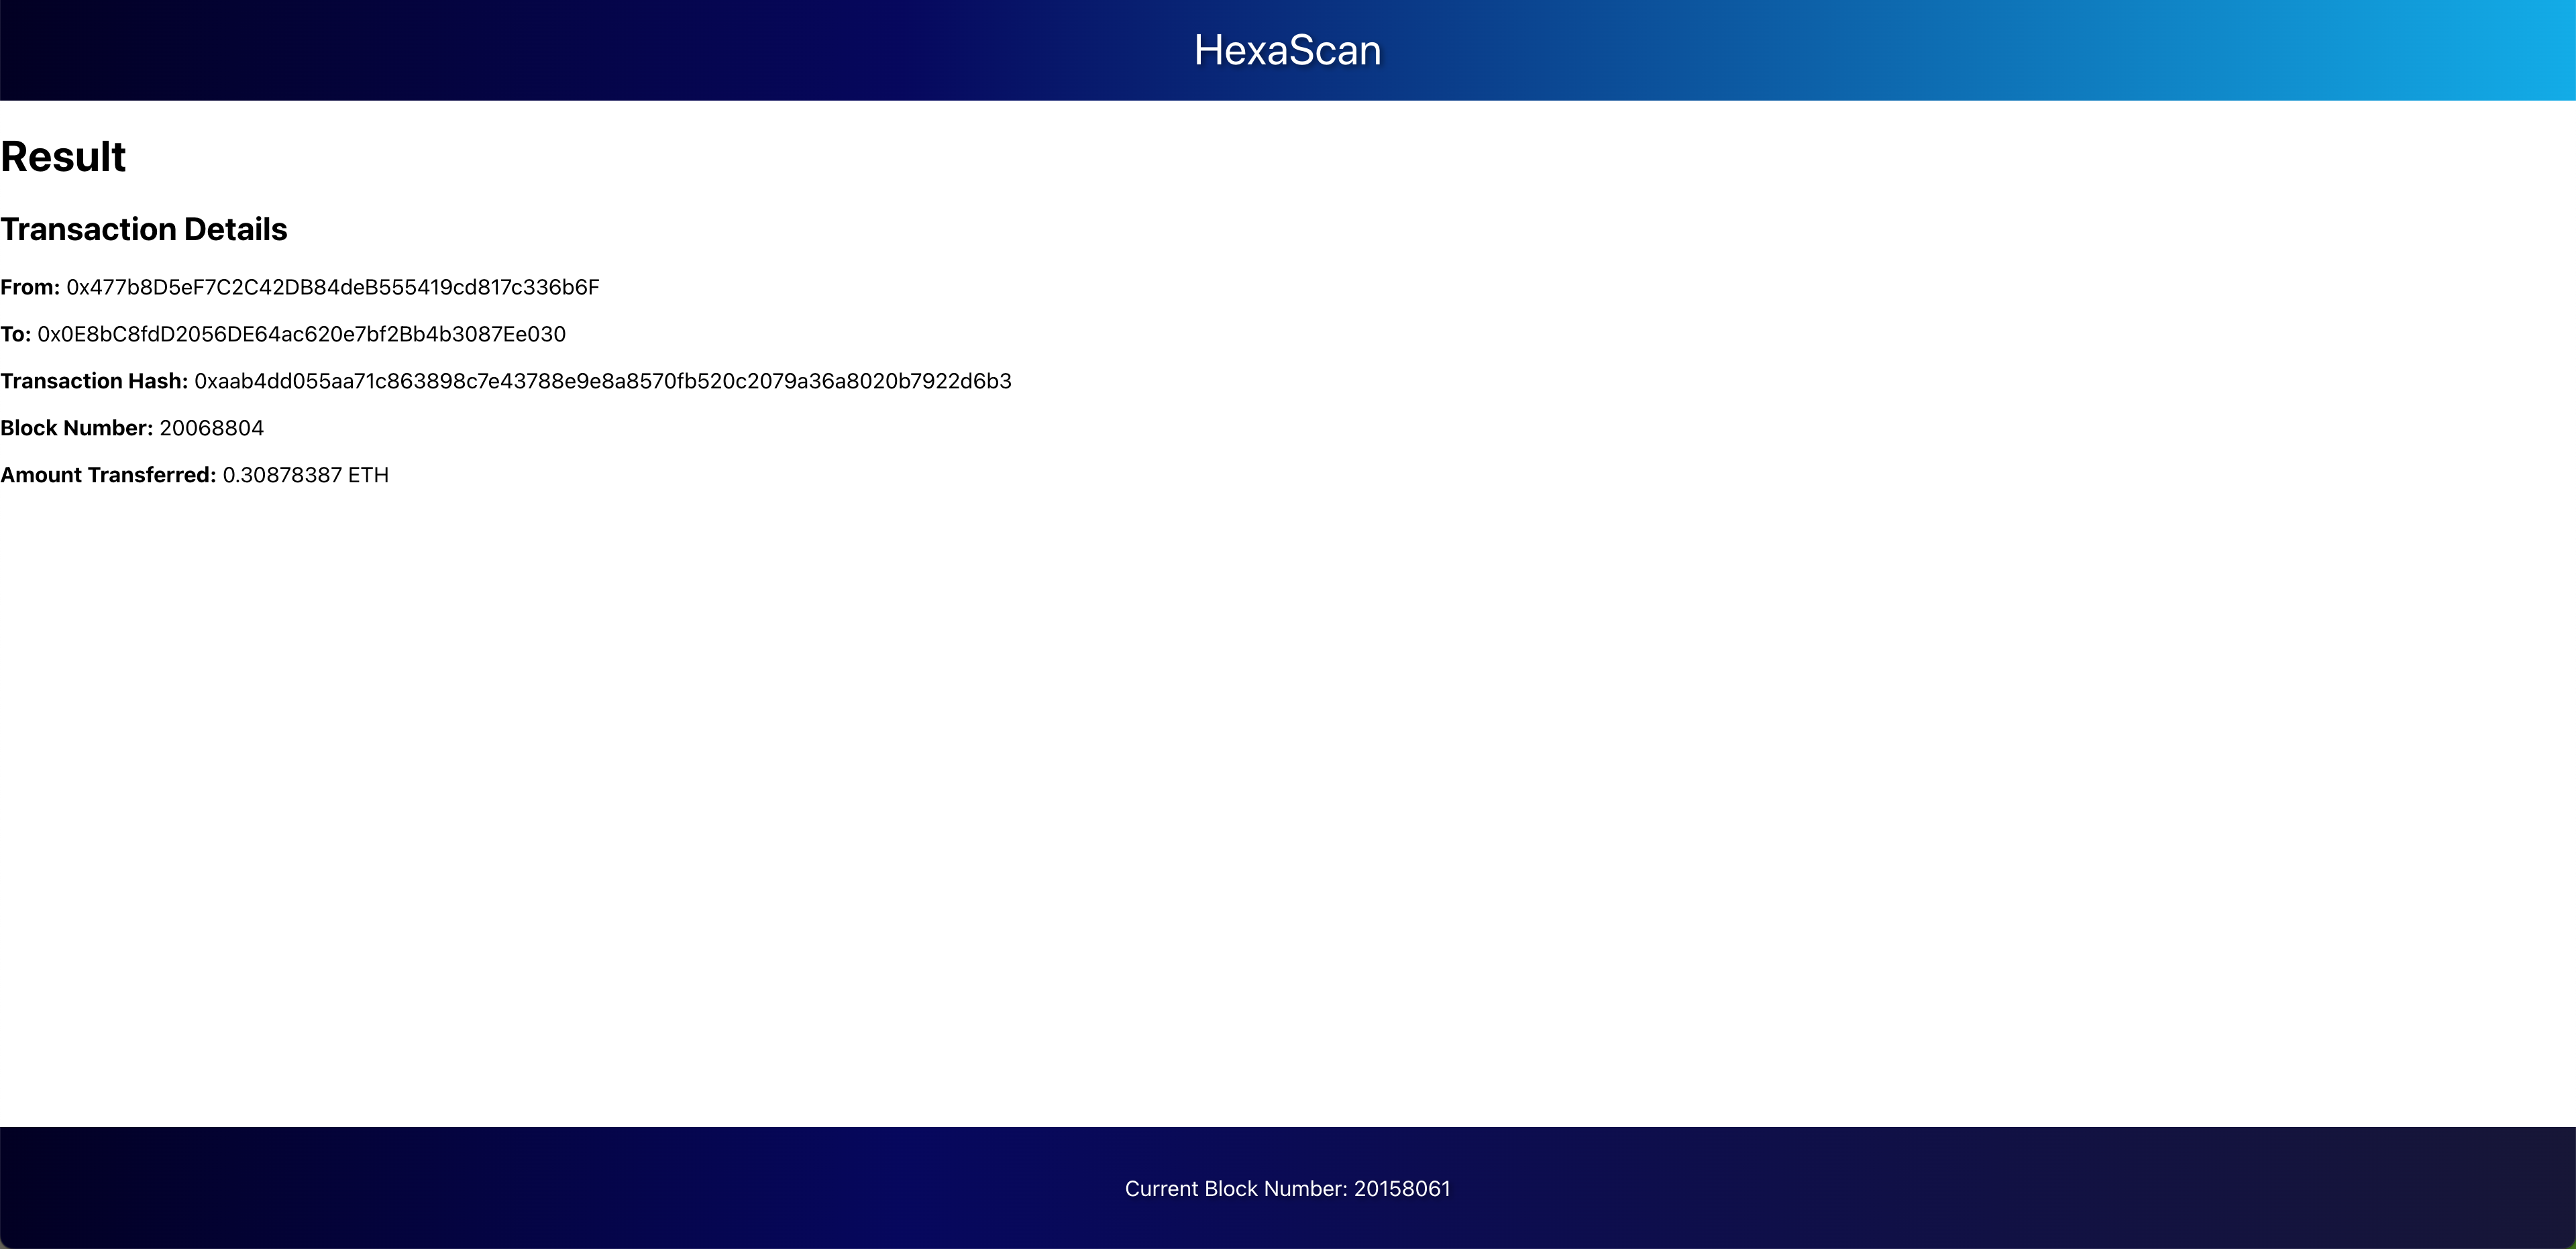 HexaScan
Result
Transaction Details
From: 0x477b8D5eF7C2C42DB84deB555419cd817c336b6F
To: 0x0E8bC8fdD2056DE64ac620e7bf2Bb4b3087Ee030
Transaction Hash: 0xaab4dd055aa71c863898c7e43788e9e8a8570fb520c2079a36a8020b7922d6b3
Block Number: 20068804
Amount Transferred: 0.30878387 ETH
Current Block Number: 20158061